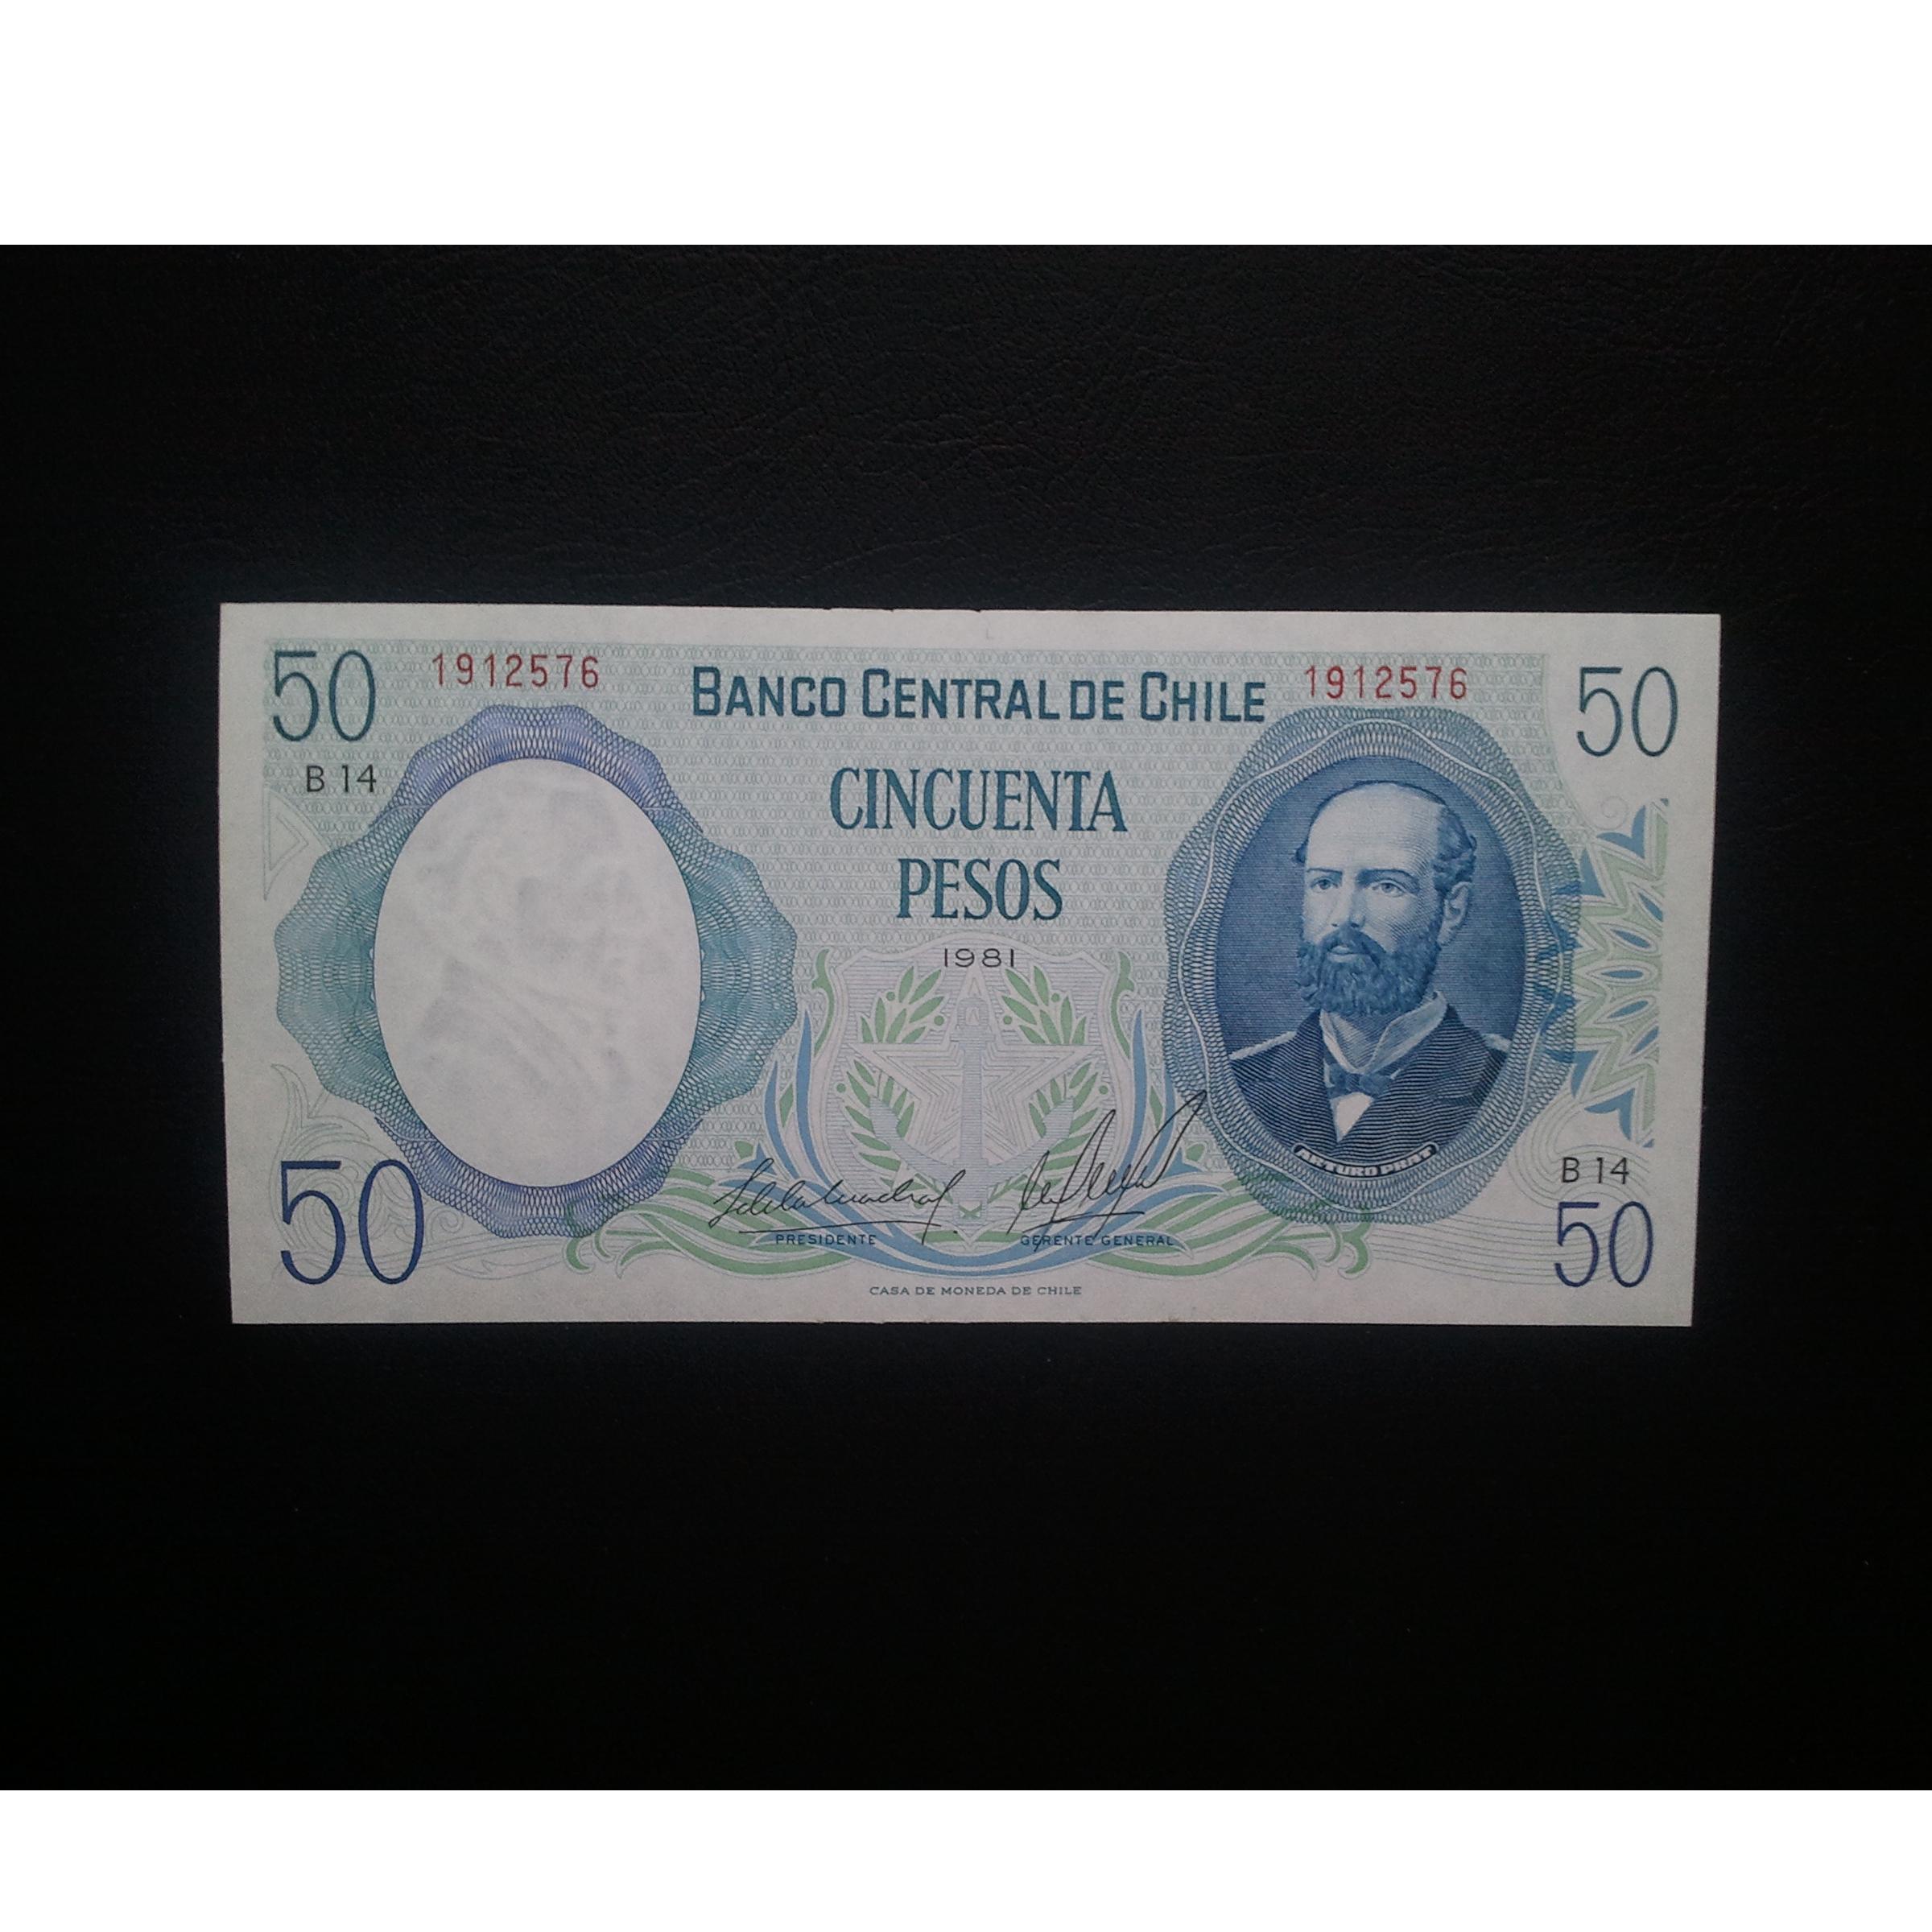 50 1912576 BANCO CENTRAL DE CHILE 1912576 50
B 14
CINCUENTA
PESOS
1981
ARTURO PRAT
B 14
50 PRESIDENTE GERENTE GENERAL 50
CASA DE MONEDA DE CHILE